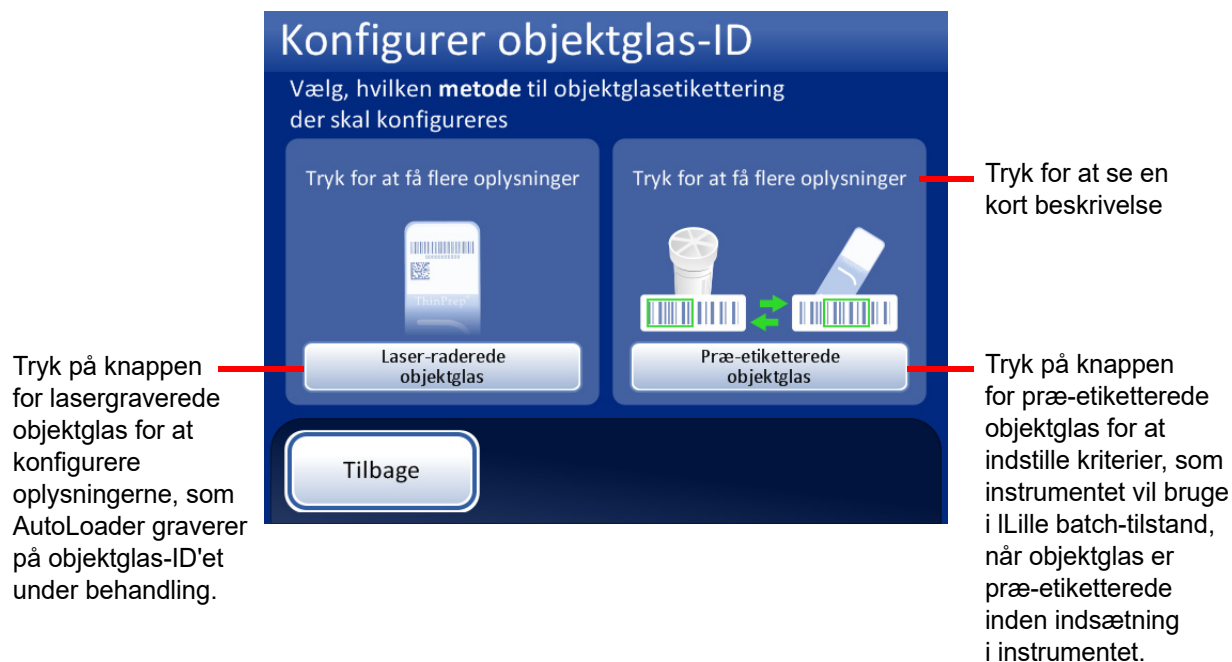 Konfigurer objektglas-ID
Vælg, hvilken metode til objektglasetikettering
der skal konfigureres
Tryk for at få flere oplysninger
ThinPrep
Laser-raderede
objektglas
Tryk for at få flere oplysninger
Præ-etiketterede
objektglas
Tilbage
Tryk for at se en
kort beskrivelse
Tryk på knappen
for lasergraverede
objektglas for at
konfigurere
oplysningerne, som
AutoLoader graverer
på objektglas-ID'et
under behandling.
Tryk på knappen
for præ-etiketterede
objektglas for at
indstille kriterier, som
instrumentet vil bruge
i lLille batch-tilstand,
når objektglas er
præ-etiketterede
inden indsætning
i instrumentet.